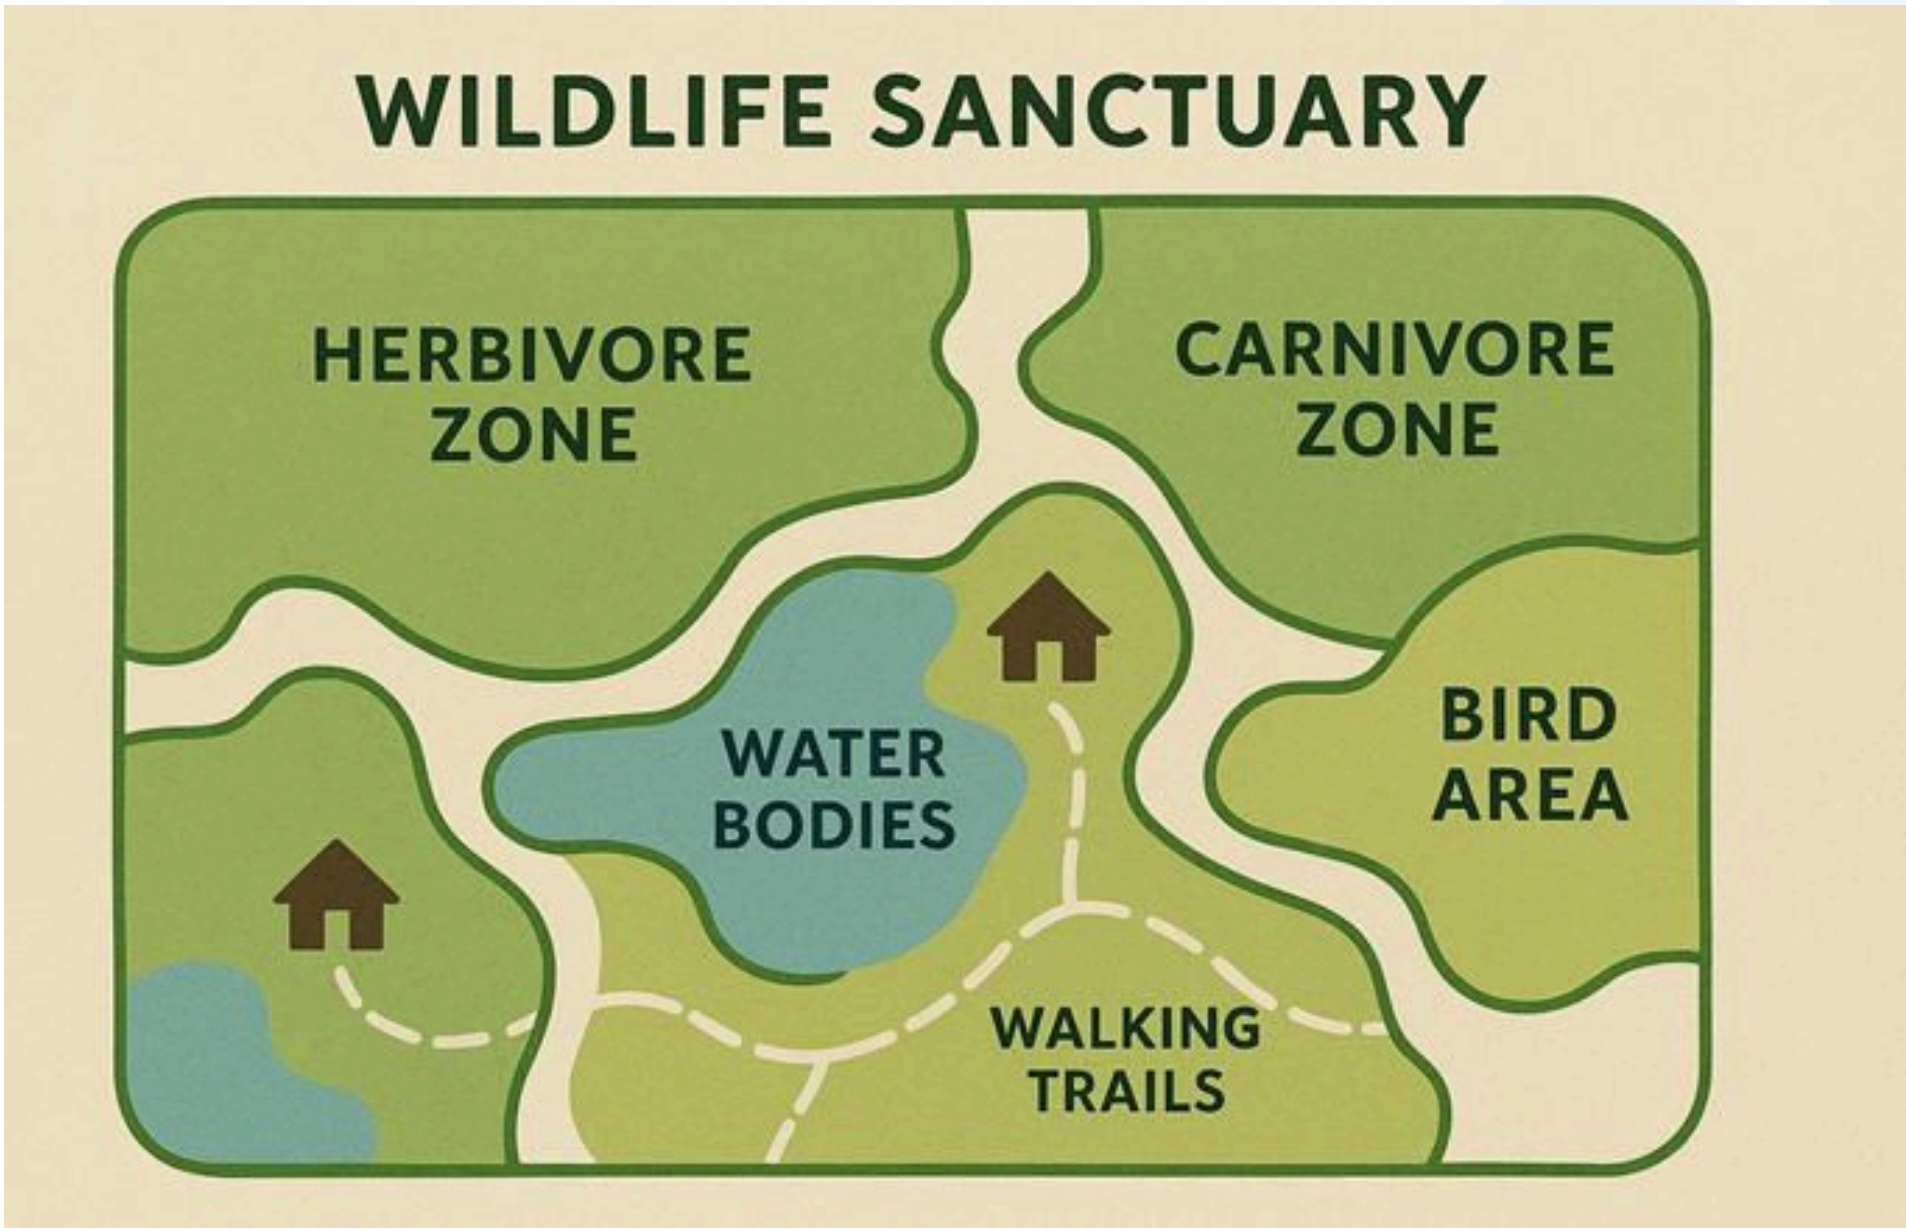 WILDLIFE SANCTUARY
HERBIVORE
ZONE
CARNIVORE
ZONE
WATER
BODIES
BIRD
AREA
WALKING
TRAILS